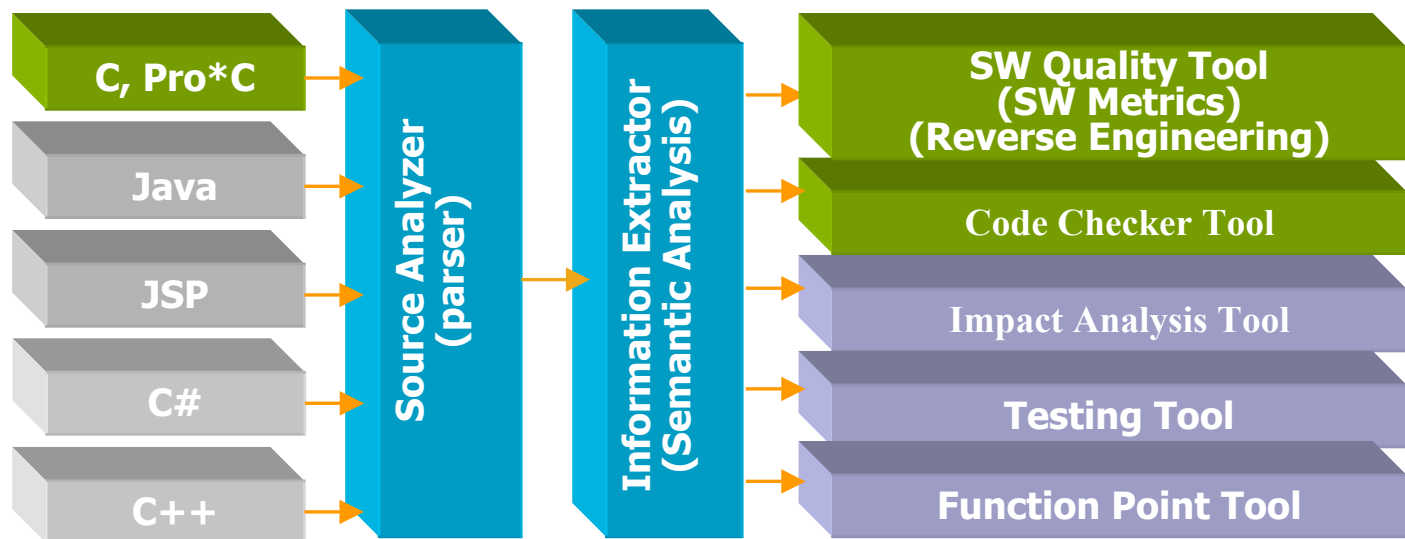 C, Pro*C
Java
JSP
C#
C++
Source Analyzer
(parser)
Information Extractor
(Semantic Analysis)
SW Quality Tool
(SW Metrics)
(Reverse Engineering)
Code Checker Tool
Impact Analysis Tool
Testing Tool
Function Point Tool